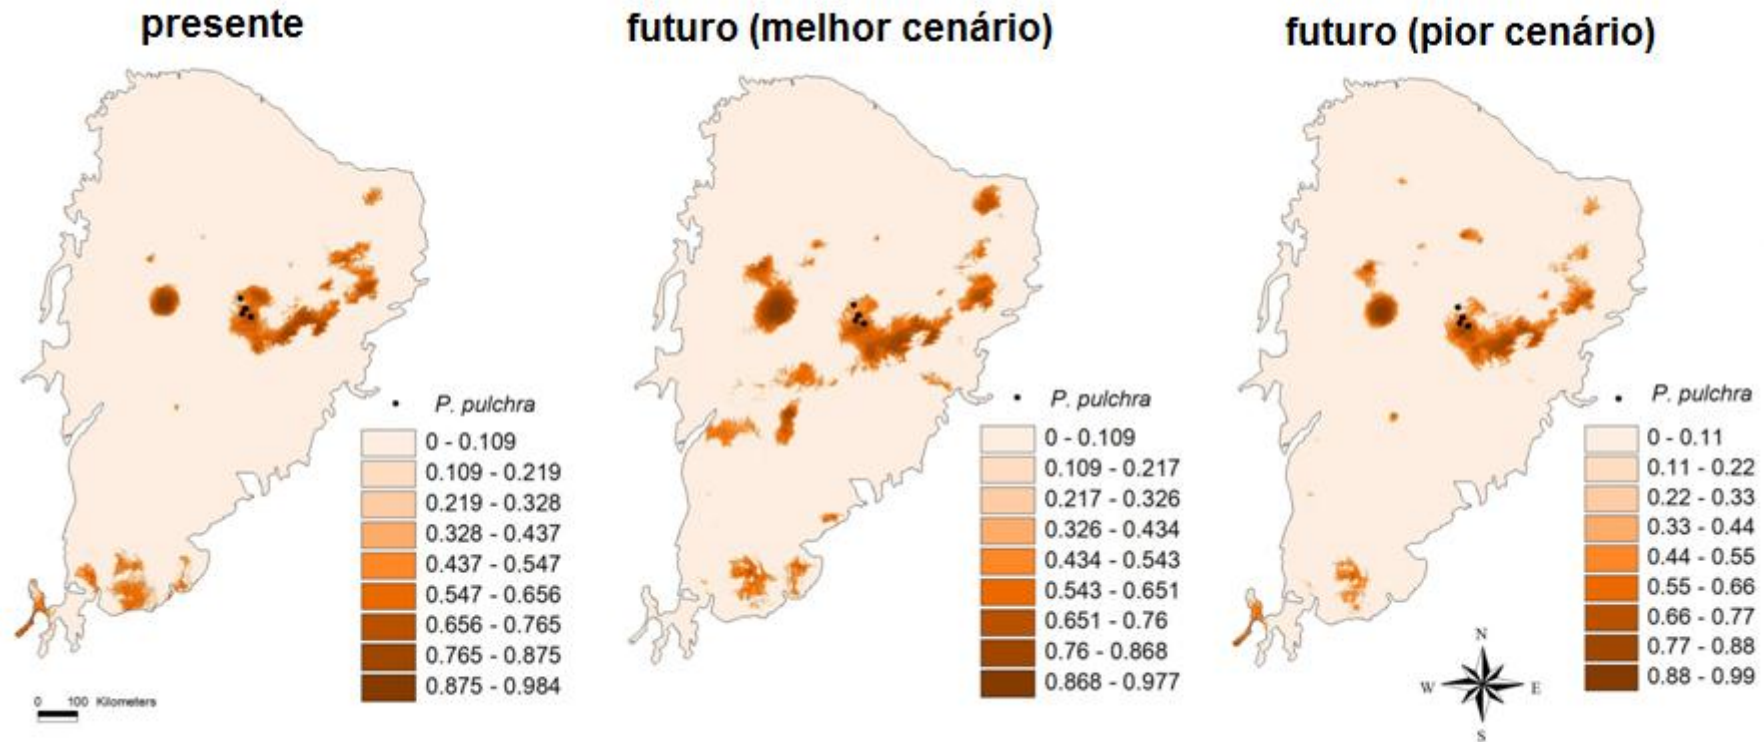 presente
futuro (melhor cenário)
futuro (pior cenário)
P. pulchra
0 - 0.109
0.109 - 0.219
0.219 - 0.328
0.328 - 0.437
0.437 - 0.547
0.547 - 0.656
0.656 - 0.765
0.765 - 0.875
0.875 - 0.984
0 100 Kilometers
P. pulchra
0 - 0.109
0.109 - 0.217
0.217 - 0.326
0.326 - 0.434
0.434 - 0.543
0.543 - 0.651
0.651 - 0.76
0.76 - 0.868
0.868 - 0.977
P. pulchra
0 - 0.11
0.11 - 0.22
0.22 - 0.33
0.33 - 0.44
0.44 - 0.55
0.55 - 0.66
0.66 - 0.77
0.77 - 0.88
0.88 - 0.99
N
W E
S